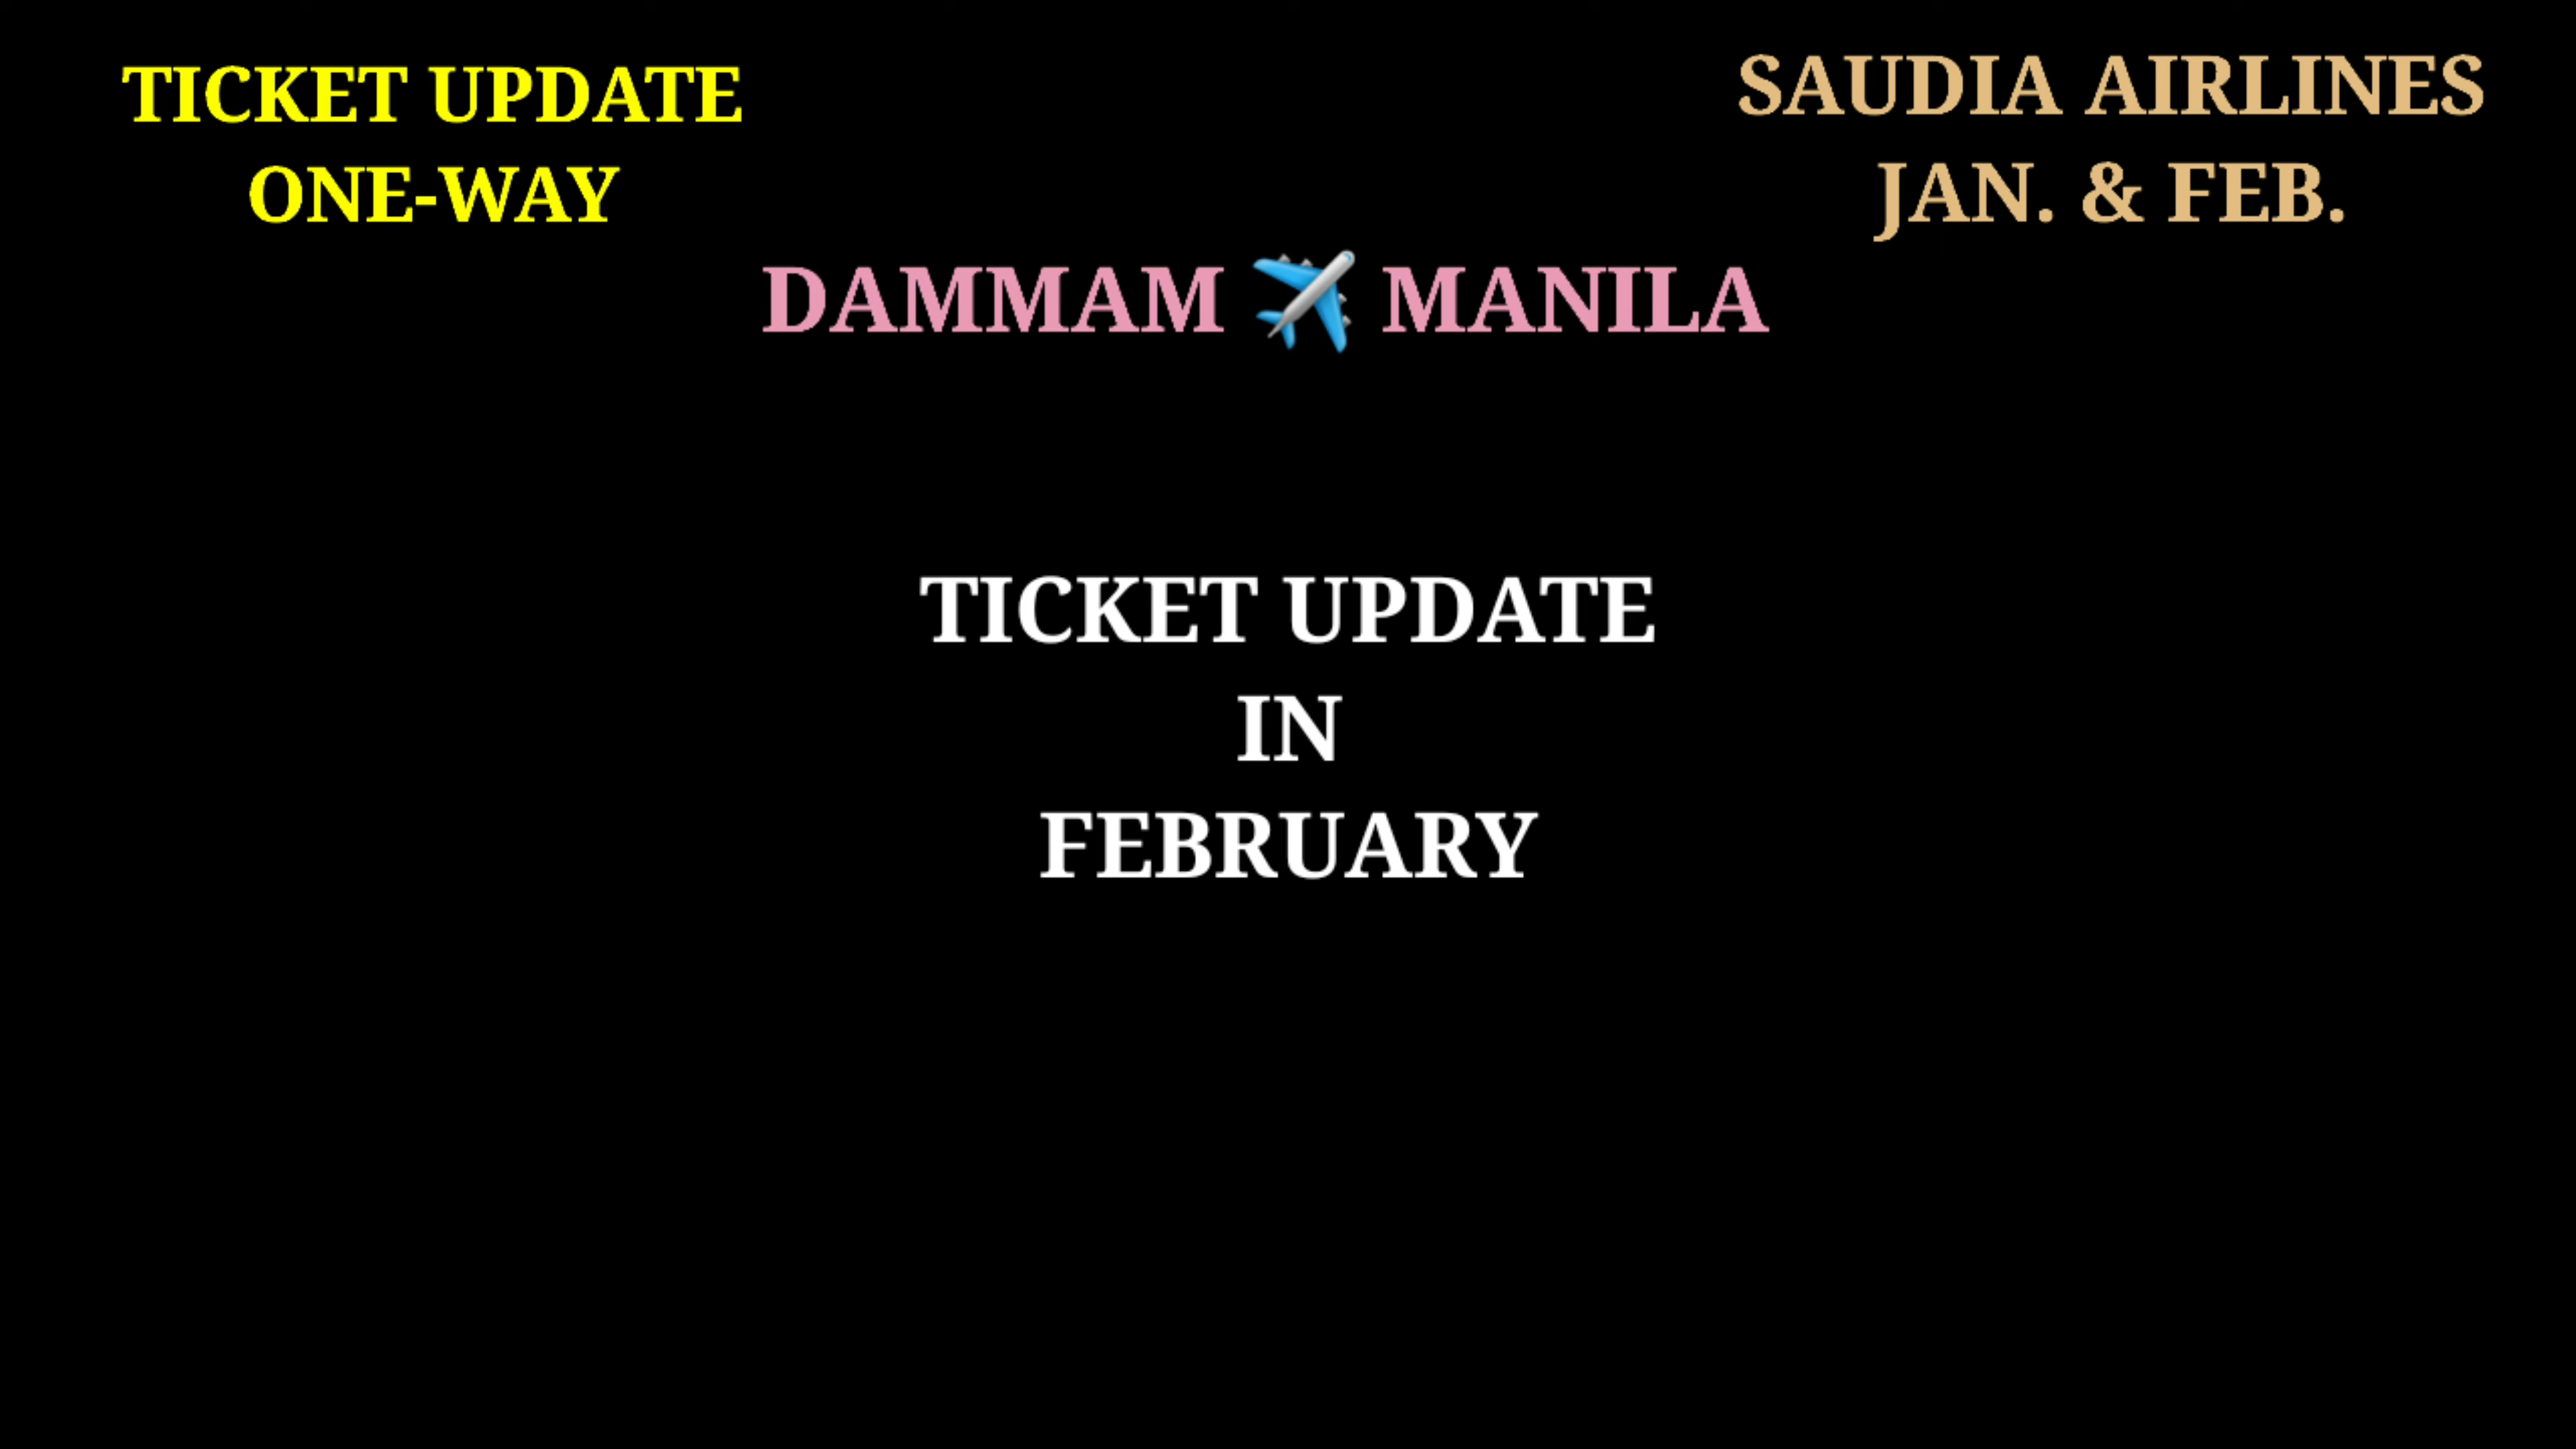 TICKET UPDATE
ONE-WAY
SAUDIA AIRLINES
JAN. & FEB.
DAMMAM ✈️ MANILA
TICKET UPDATE
IN
FEBRUARY